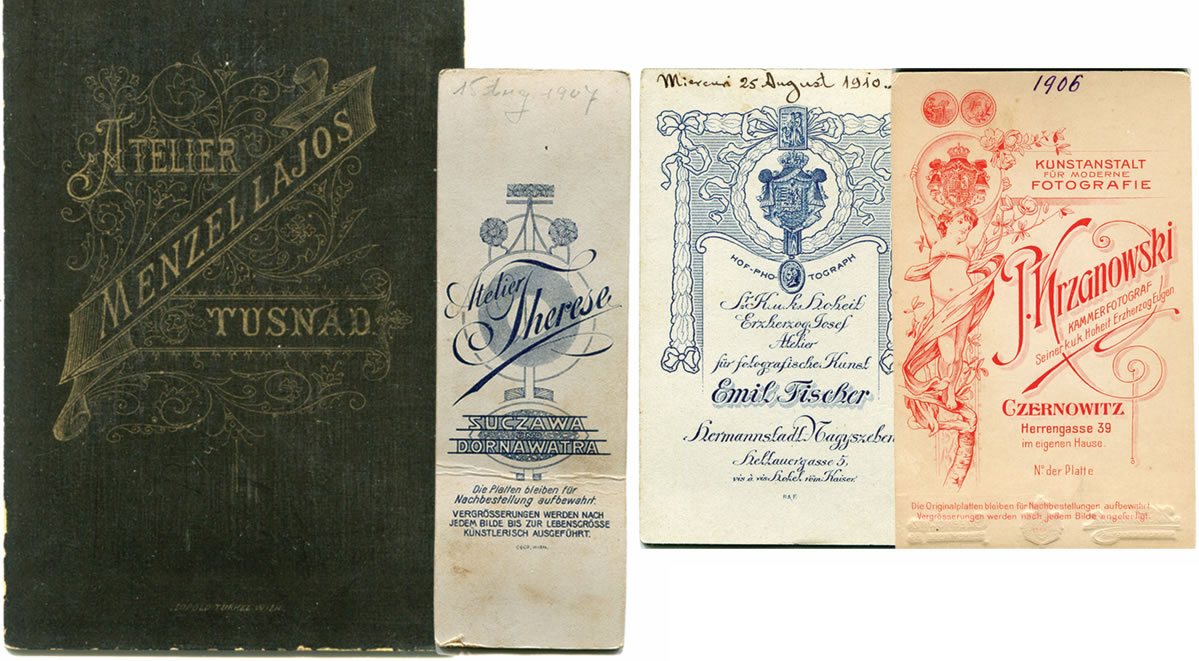 ATELIER
MENZEL LAJOS
TUSNÁD.
LEOPOLD TÜRKEL WIEN.
15 Aug 1907
Atelier
Therese
SUCZAWA
DORNAWATRA
Die Platten bleiben für
Nachbestellung aufbewahrt.
VERGRÖSSERUNGEN WERDEN NACH
JEDEM BILDE BIS ZUR LEBENSGRÖSSE
KÜNSTLERISCH AUSGEFÜHRT.
Miercuri 25 August 1910.
HOF-PHOTOGRAPH
Sr. K. u. k. Hoheit
Erzherzog Josef
Atelier
für fotografische Kunst
Emil Fischer
Hermannstadt-Nagyszeben
Heltauergasse 5,
vis à vis Hotel röm. Kaiser.
1906
KUNSTANSTALT
FÜR MODERNE
FOTOGRAFIE
J. Krzanowski
KAMMERFOTOGRAF
Seiner k.u.k. Hoheit Erzherzog Eugen
CZERNOWITZ
Herrengasse 39
im eigenen Hause.
No der Platte
Die Originalplatten bleiben für Nachbestellungen aufbewahrt
Vergrösserungen werden nach jedem Bilde angefertigt.